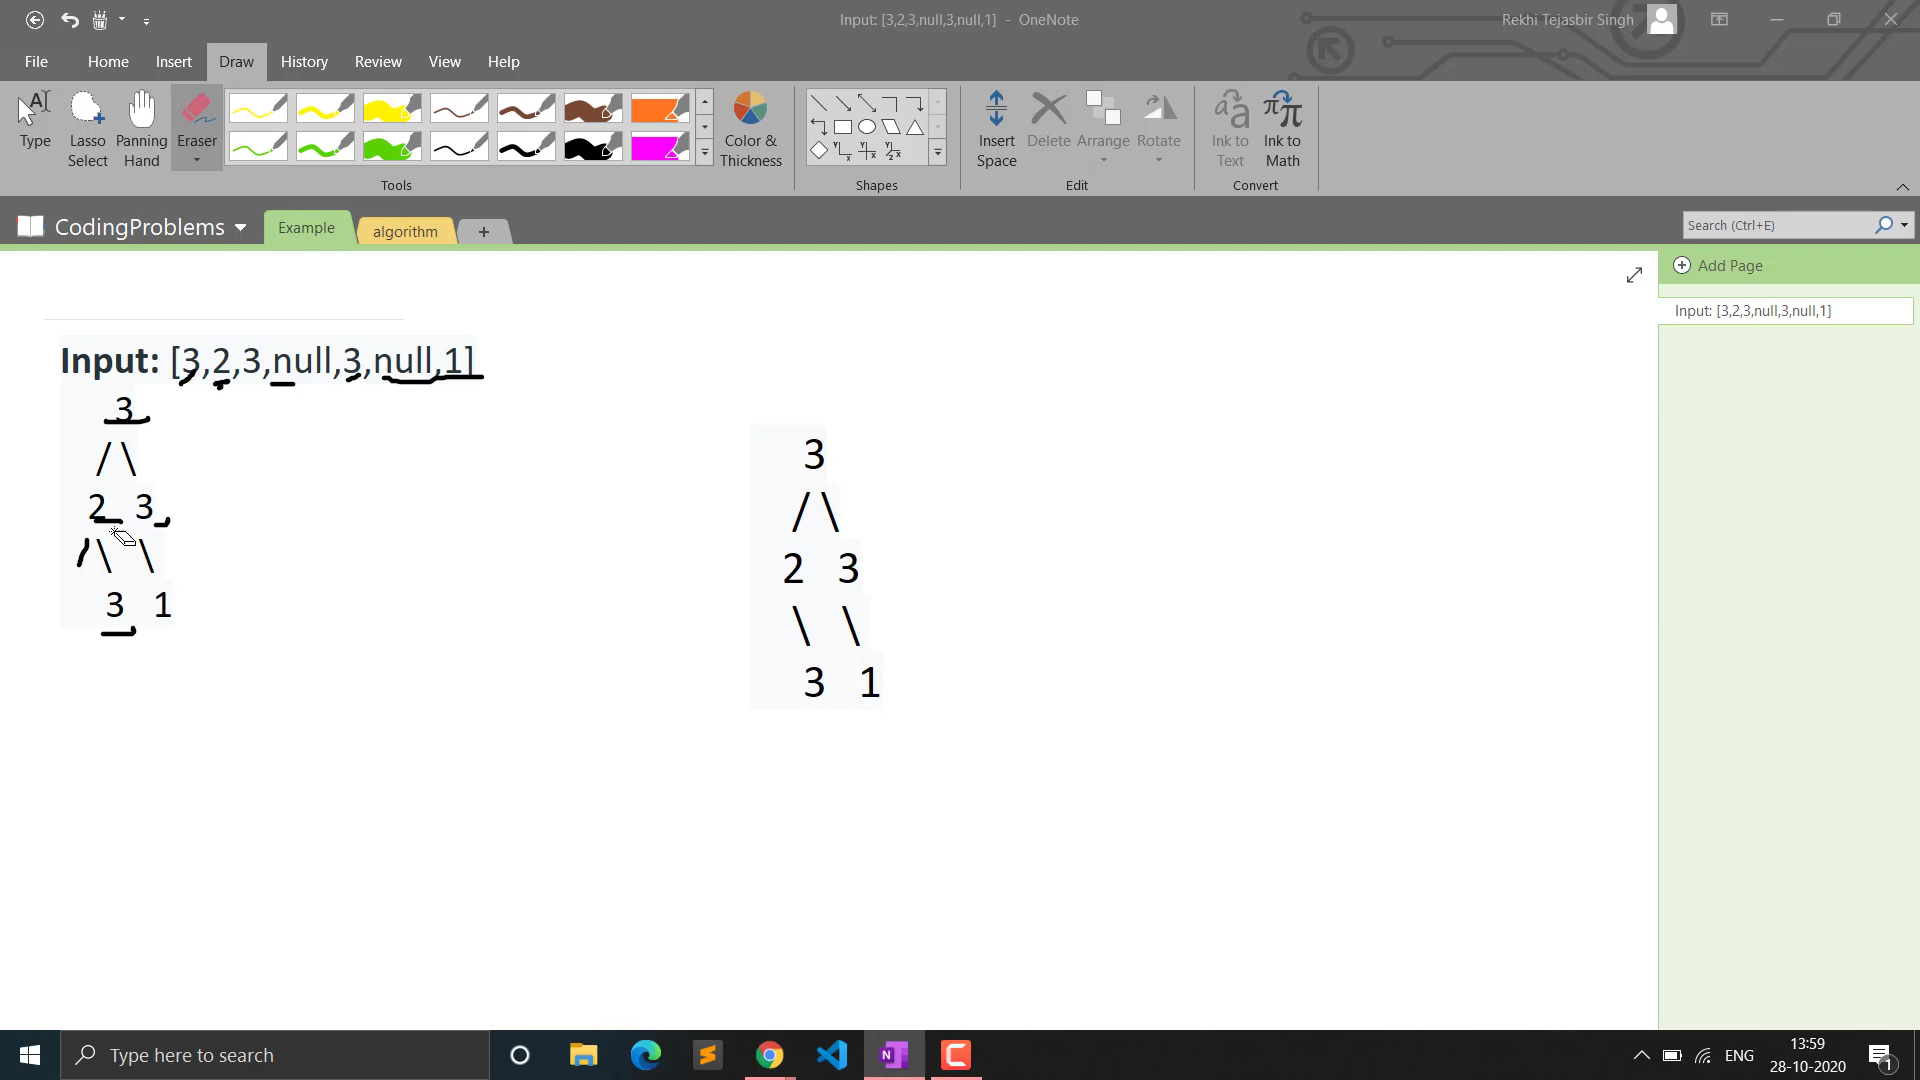 Input: [3,2,3,null,3,null,1] - OneNote
Rekhi Tejasbir Singh
File Home Insert Draw History Review View Help
Type
Lasso Select
Panning Hand
Eraser
Color & Thickness
Insert Space
Delete
Arrange
Rotate
Ink to Text
Ink to Math
Tools
Shapes
Edit
Convert
CodingProblems
Example
algorithm
+
Search (Ctrl+E)
Add Page
Input: [3,2,3,null,3,null,1]
Input: [3,2,3,null,3,null,1]
3
/ \
2 3
/ \ \
3 1
3
/ \
2 3
\ \
3 1
Type here to search
ENG
13:59
28-10-2020
1